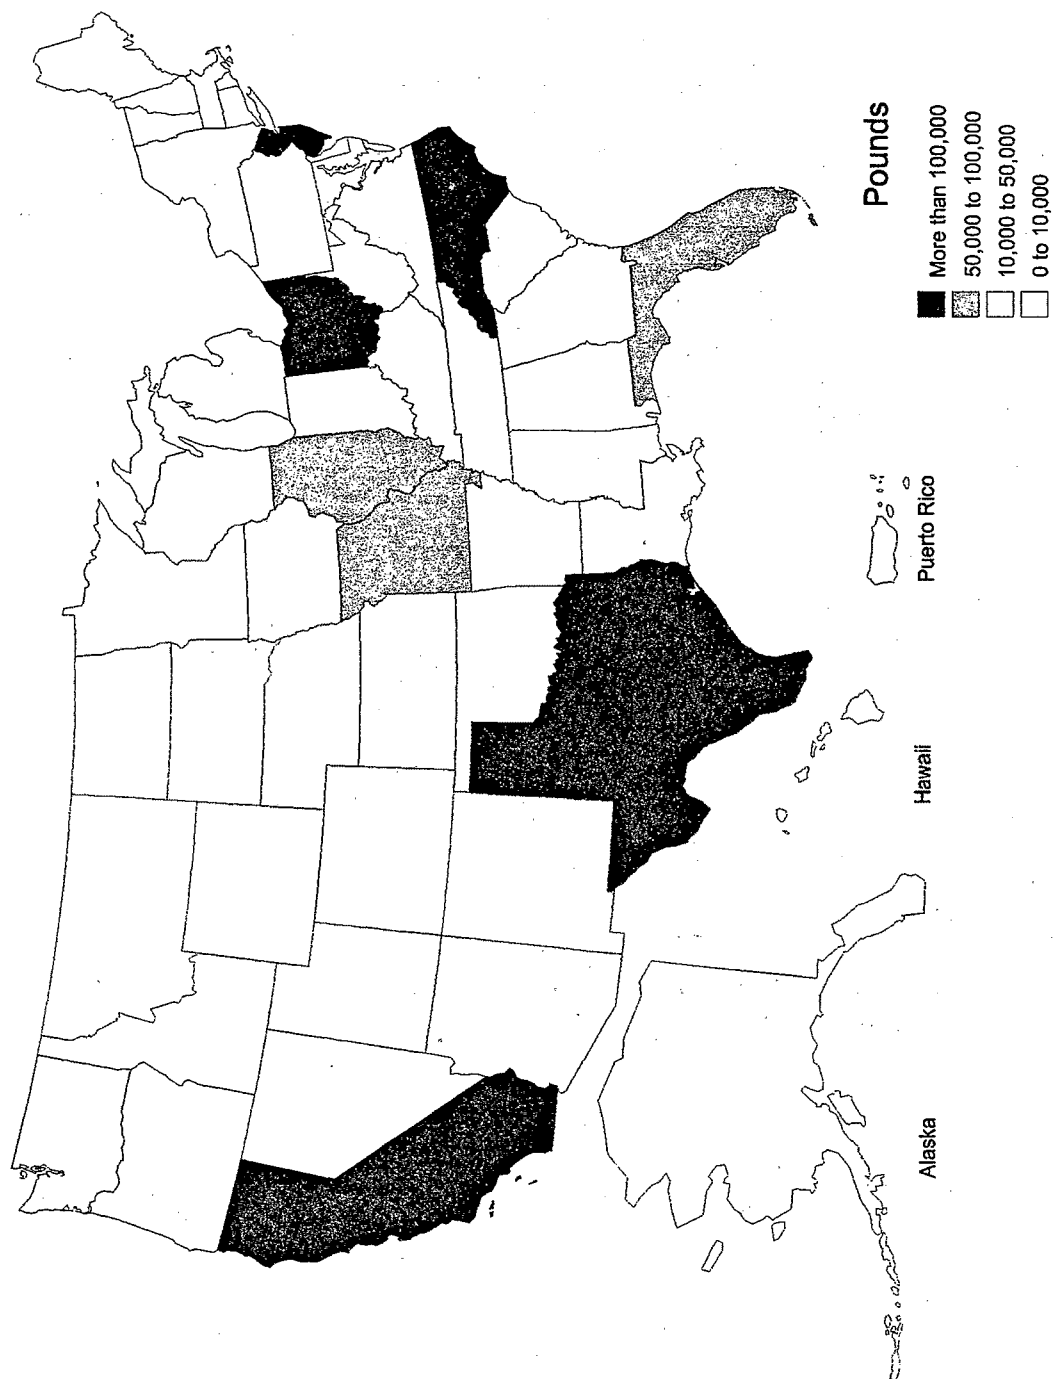 Pounds
More than 100,000
50,000 to 100,000
10,000 to 50,000
0 to 10,000
Alaska
Hawaii
Puerto Rico